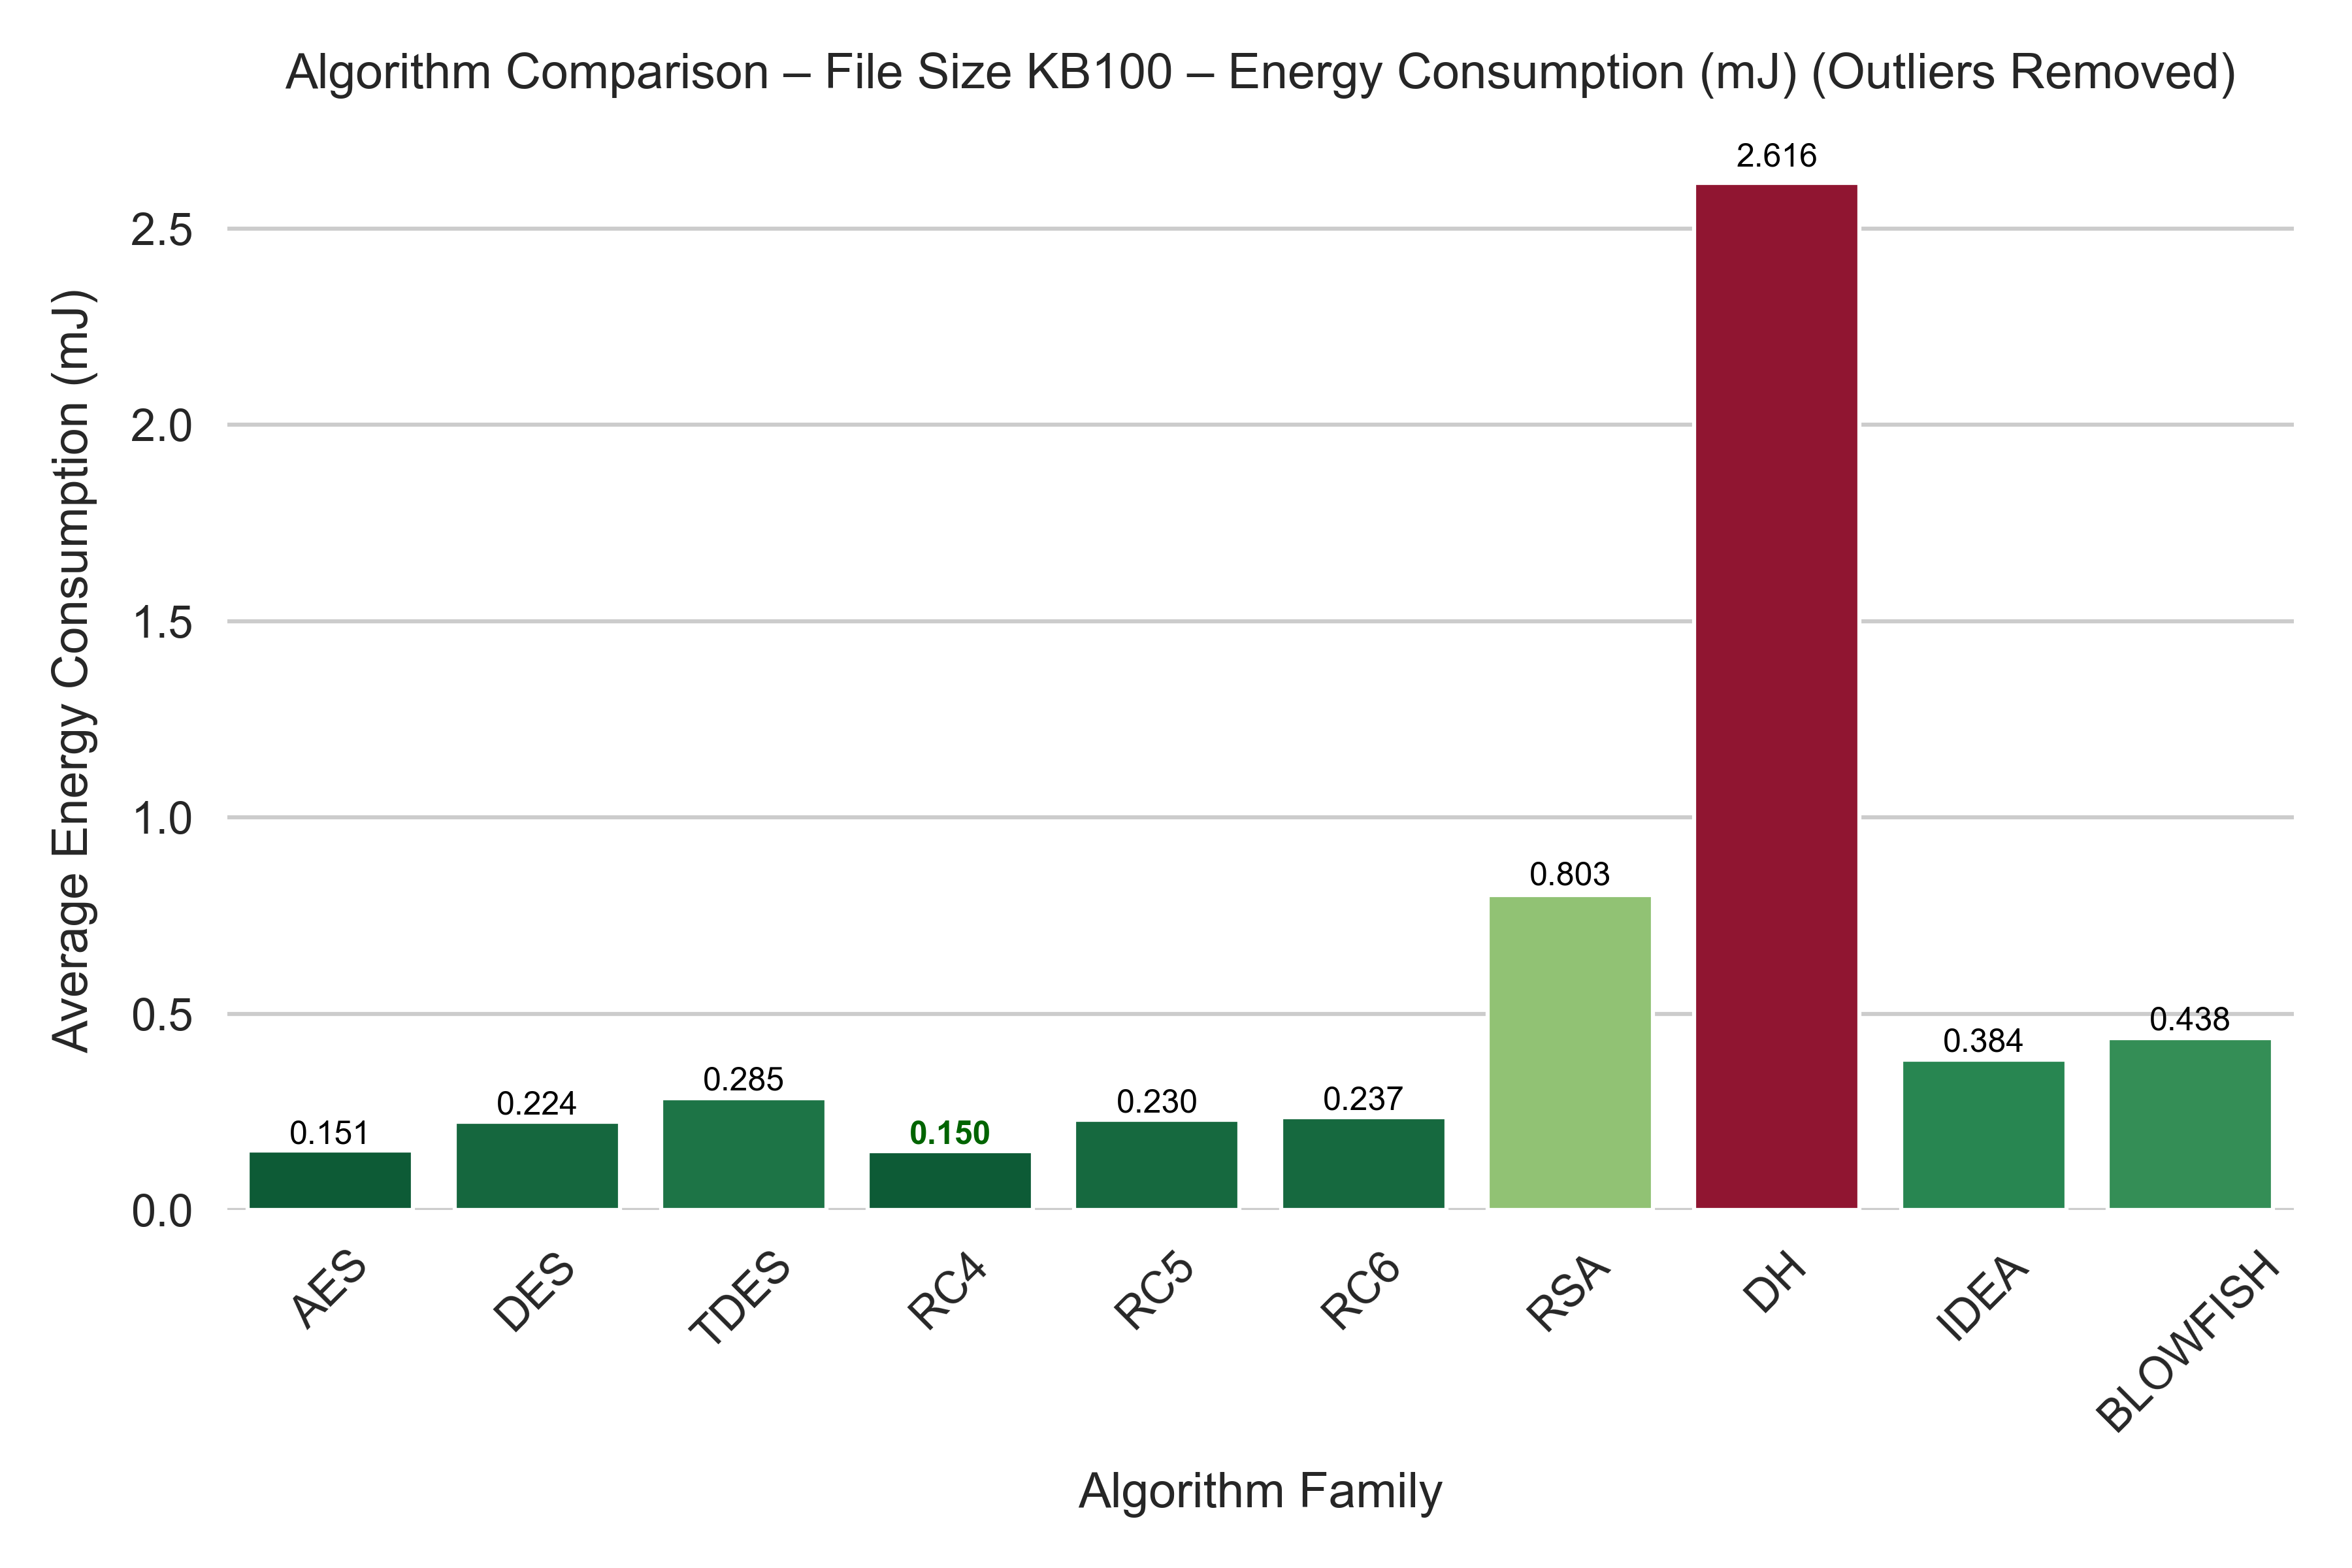 Algorithm Comparison – File Size KB100 – Energy Consumption (mJ) (Outliers Removed)
Average Energy Consumption (mJ)
2.5
2.0
1.5
1.0
0.5
0.0
0.151
0.224
0.285
0.150
0.230
0.237
0.803
2.616
0.384
0.438
AES
DES
TDES
RC4
RC5
RC6
RSA
DH
IDEA
BLOWFISH
Algorithm Family